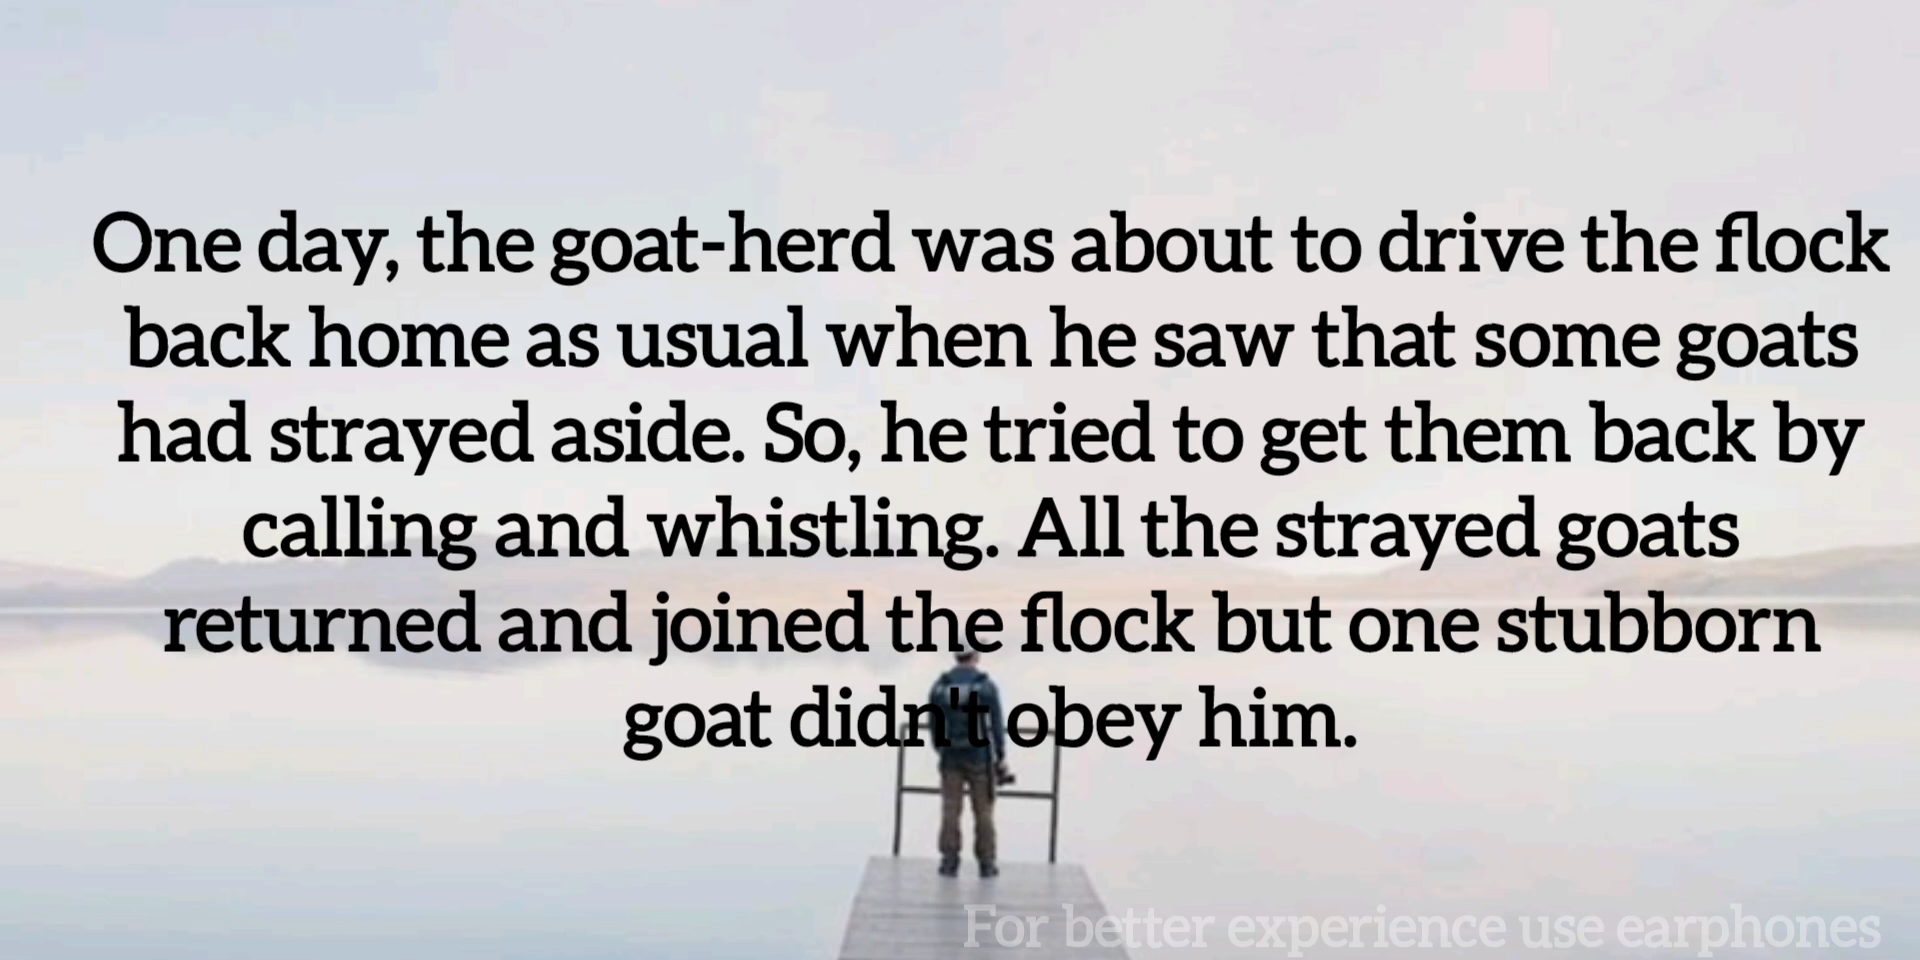 One day, the goat-herd was about to drive the flock
back home as usual when he saw that some goats
had strayed aside. So, he tried to get them back by
calling and whistling. All the strayed goats
returned and joined the flock but one stubborn
goat didn't obey him.
For better experience use earphones